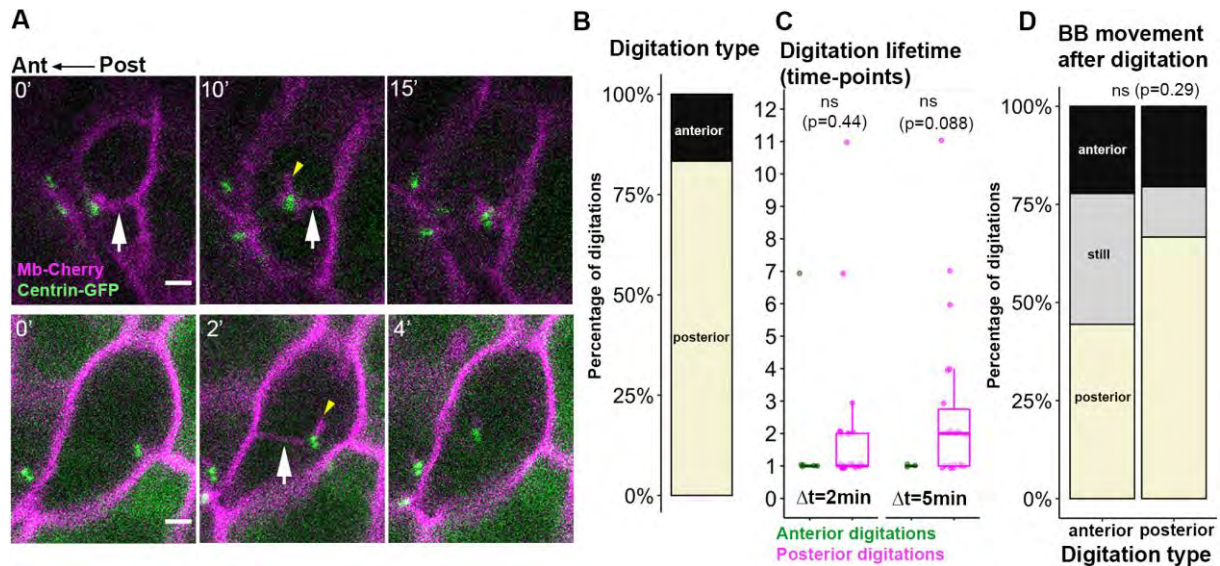 A
Ant ← Post
0’
10’
15’
Mb-Cherry
Centrin-GFP
0’
2’
4’
B
Digitation type
Percentage of digitations
100%
75%
50%
25%
0%
anterior
posterior
C
Digitation lifetime
(time-points)
ns
(p=0.44)
ns
(p=0.088)
12
11
10
9
8
7
6
5
4
3
2
1
0
Δt=2min
Δt=5min
Anterior digitations
Posterior digitations
D
BB movement
after digitation
ns (p=0.29)
Percentage of digitations
100%
75%
50%
25%
0%
anterior
still
posterior
anterior
posterior
Digitation type